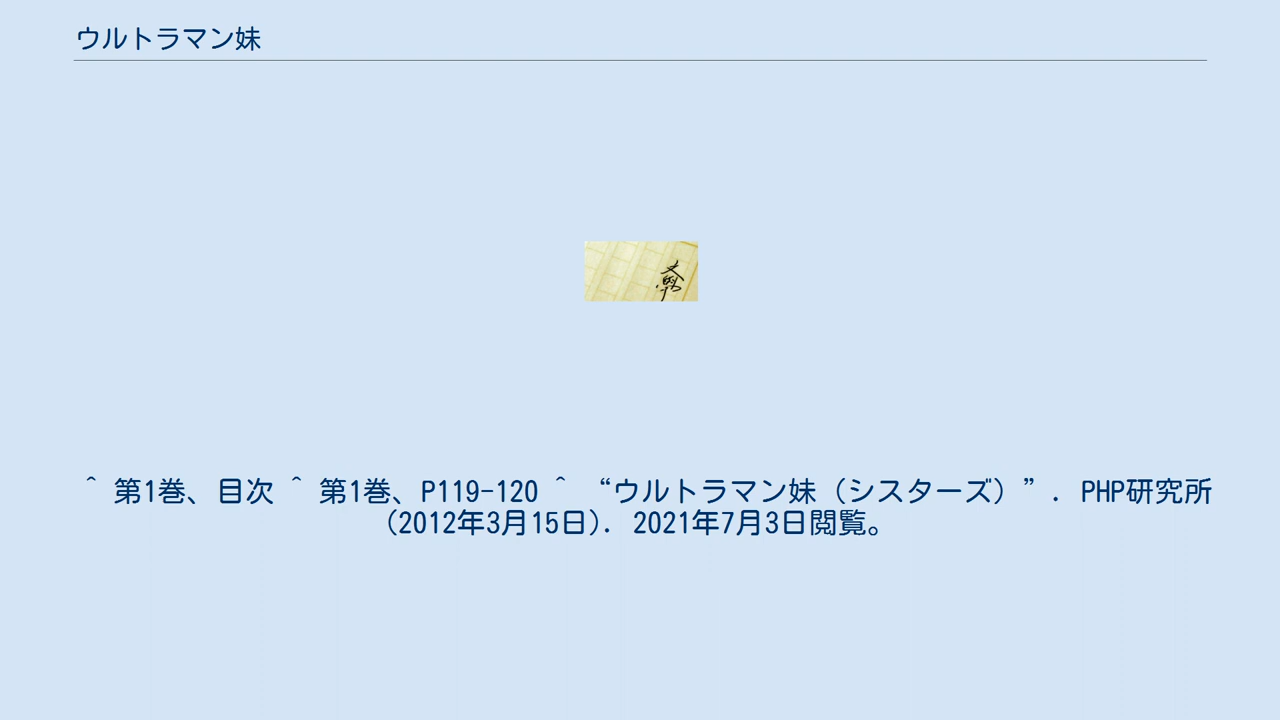 ウルトラマン妹
^ 第1巻、目次 ^ 第1巻、P119-120 ^ “ウルトラマン妹（シスターズ）”. PHP研究所
(2012年3月15日). 2021年7月3日閲覧。